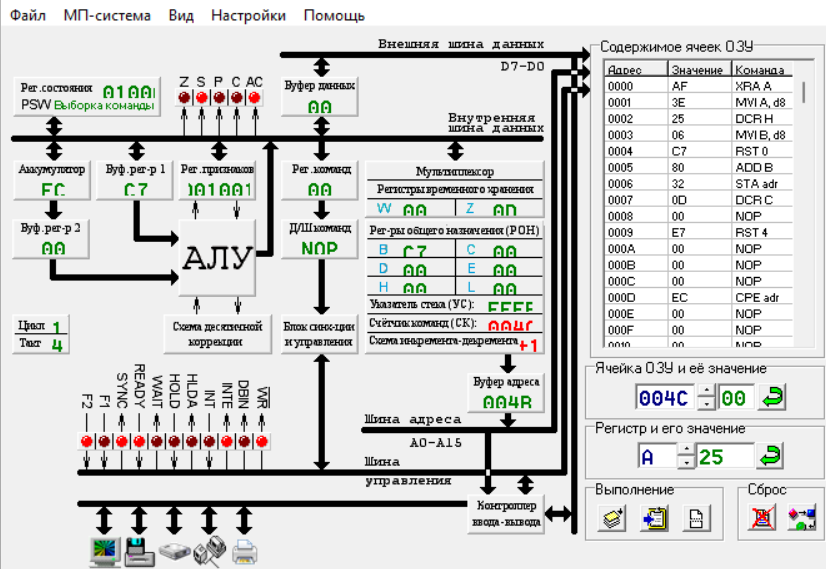 Файл МП-система Вид Настройки Помощь
Внешняя шина данных
D7-D0
Рег.состояния
PSW Выборка команды
Z S P C AC
Буфер данных
00
Внутренняя
шина данных
Аккумулятор
EC
Буф.рег-р 1
C7
Рег.признаков
Рег.команд
00
Мультиплексор
Регистры временного хранения
W 00 Z 0D
Буф.рег-р 2
00
АЛУ
Д/Ш команд
NOP
Рег-ры общего назначения (РОН)
B C7 C 00
D 00 E 00
H 00 L 00
Указатель стека (УС): FFFF
Счётчик команд (СК): 004C
Схема инкремента-декремента +1
Цикл 1
Такт 4
Схема десятичной
коррекции
Блок синх-ции
и управления
Буфер адреса
004B
F2 F1 SYNC READY WAIT HOLD HLDA INT INTE DBIN WR
Шина адреса
A0-A15
Шина
управления
Контроллер
ввода-вывода
Содержимое ячеек ОЗУ
Адрес Значение Команда
0000 AF XRA A
0001 3E MVI A, d8
0002 25 DCR H
0003 06 MVI B, d8
0004 C7 RST 0
0005 80 ADD B
0006 32 STA adr
0007 0D DCR C
0008 00 NOP
0009 E7 RST 4
000A 00 NOP
000B 00 NOP
000C 00 NOP
000D EC CPE adr
000E 00 NOP
000F 00 NOP
0010 00 NOP
Ячейка ОЗУ и её значение
004C 00
Регистр и его значение
A 25
Выполнение
Сброс